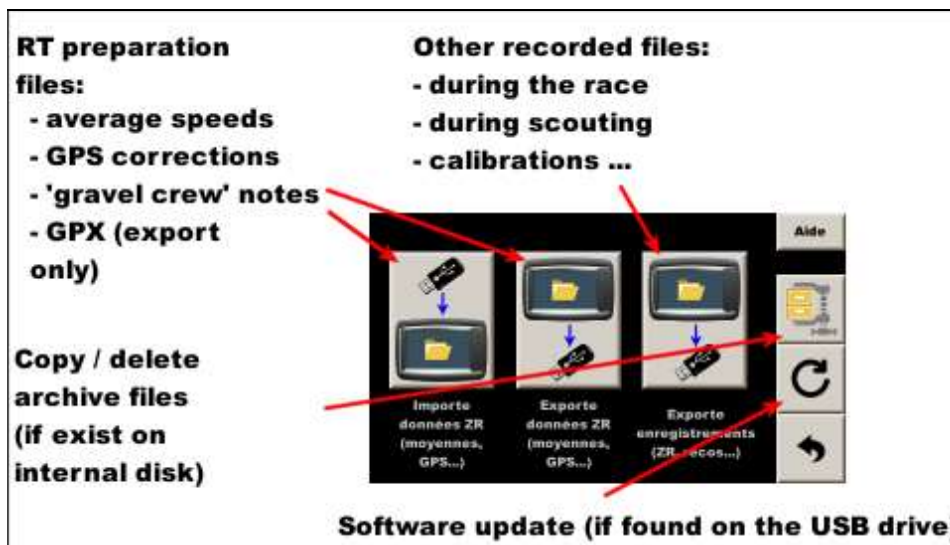 RT preparation
files:
- average speeds
- GPS corrections
- 'gravel crew' notes
- GPX (export
only)
Other recorded files:
- during the race
- during scouting
- calibrations ...
Aide
Copy / delete
archive files
(if exist on
internal disk)
Importe
données ZR
(moyennes,
GPS...)
Exporte
données ZR
(moyennes,
GPS...)
Exporte
enregistrements
(ZR, recos...)
Software update (if found on the USB drive